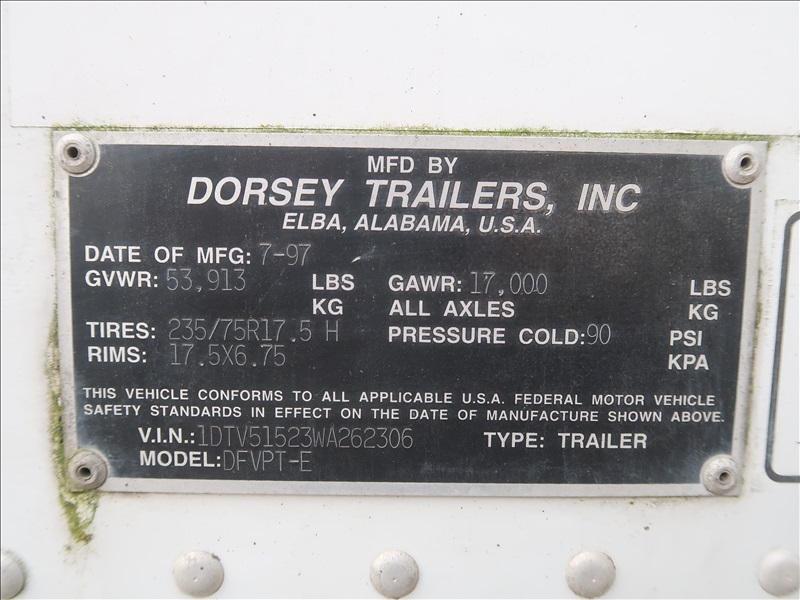 MFD BY
DORSEY TRAILERS, INC
ELBA, ALABAMA, U.S.A.
DATE OF MFG: 7-97
GVWR: 53,913 LBS GAWR: 17,000 LBS
KG ALL AXLES KG
TIRES: 235/75R17.5 H PRESSURE COLD: 90 PSI
RIMS: 17.5X6.75 KPA
THIS VEHICLE CONFORMS TO ALL APPLICABLE U.S.A. FEDERAL MOTOR VEHICLE
SAFETY STANDARDS IN EFFECT ON THE DATE OF MANUFACTURE SHOWN ABOVE.
V.I.N.: 1DTV51523WA262306 TYPE: TRAILER
MODEL: DFVPT-E